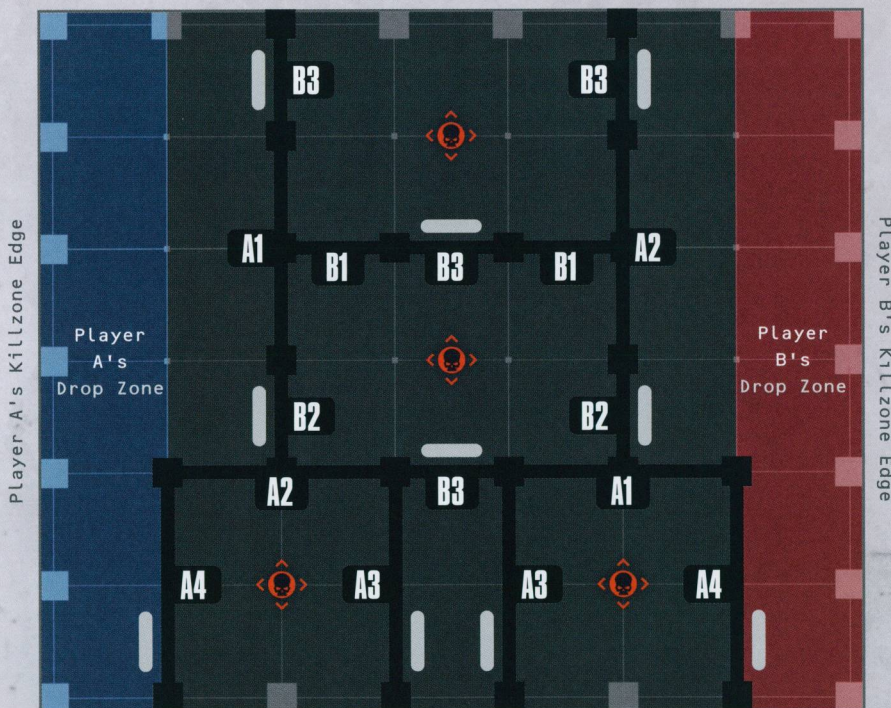 B3
B3
A1
B1
B3
B1
A2
Player A's Killzone Edge
Player
A's
Drop Zone
Player
B's
Drop Zone
Player B's Killzone Edge
B2
B2
A2
B3
A1
A4
A3
A3
A4